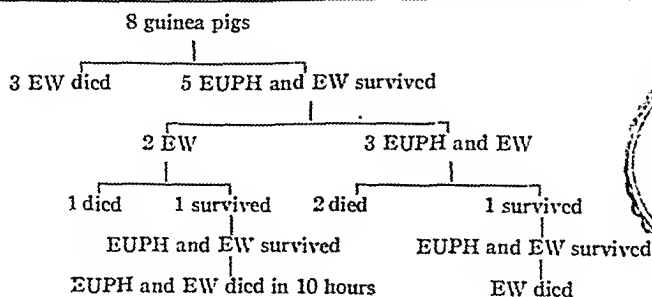 8 guinea pigs
3 EW died 5 EUPH and EW survived
2 EW 3 EUPH and EW
1 died 1 survived 2 died 1 survived
EUPH and EW survived EUPH and EW survived
EUPH and EW died in 10 hours EW died